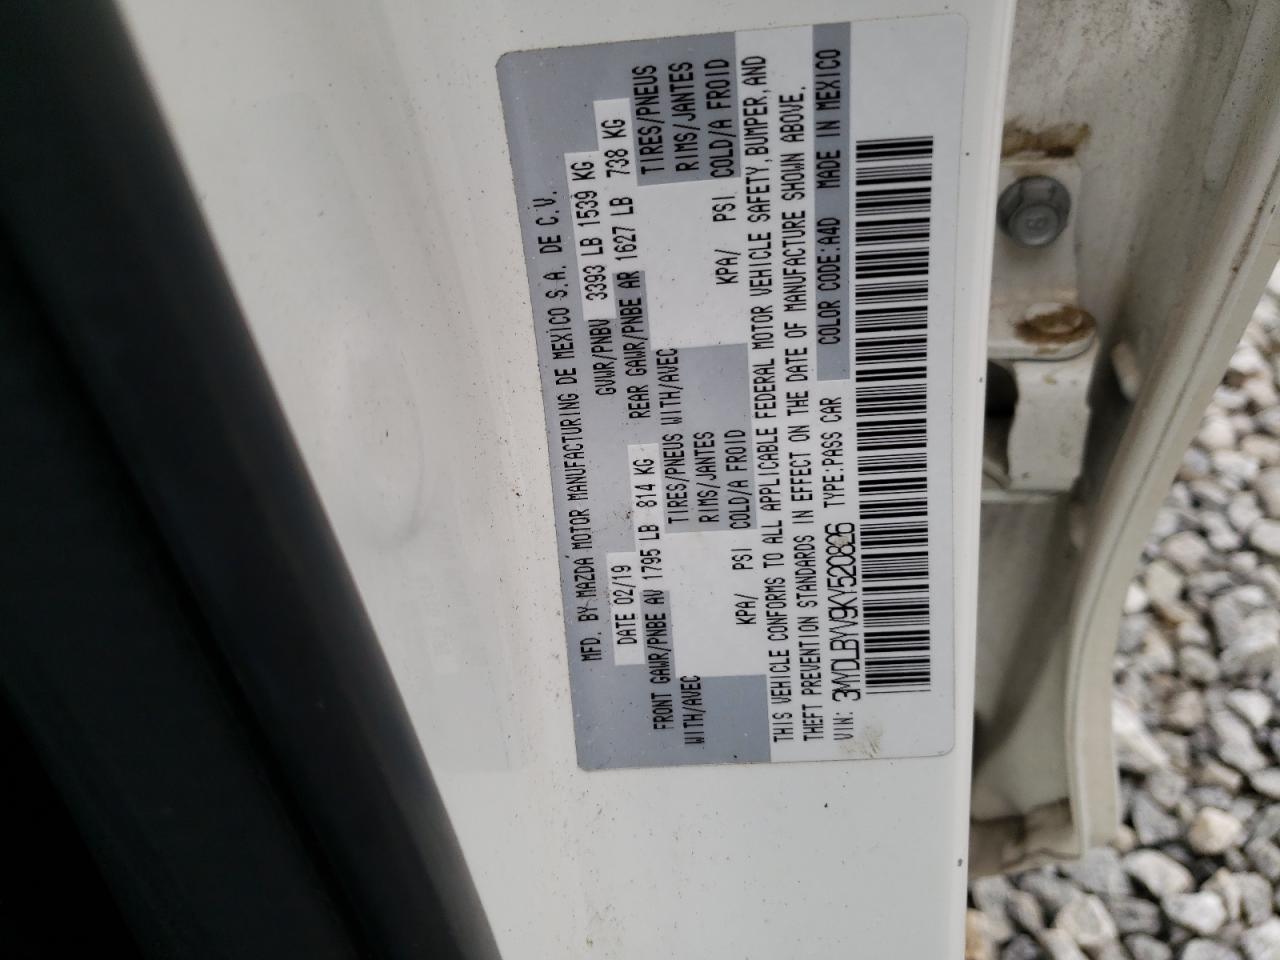 MFD. BY MAZDA MOTOR MANUFACTURING DE MEXICO S.A. DE C.V.
DATE 02/19 GVWR/PNBV 3393 LB 1539 KG
FRONT GAWR/PNBE AV 1795 LB 814 KG REAR GAWR/PNBE AR 1627 LB 738 KG
WITH/AVEC TIRES/PNEUS WITH/AVEC TIRES/PNEUS
RIMS/JANTES RIMS/JANTES
KPA/ PSI COLD/A FROID KPA/ PSI COLD/A FROID
THIS VEHICLE CONFORMS TO ALL APPLICABLE FEDERAL MOTOR VEHICLE SAFETY, BUMPER, AND
THEFT PREVENTION STANDARDS IN EFFECT ON THE DATE OF MANUFACTURE SHOWN ABOVE.
VIN: 3MYDLBYV9KY520826 TYPE:PASS CAR COLOR CODE:A4D MADE IN MEXICO
8